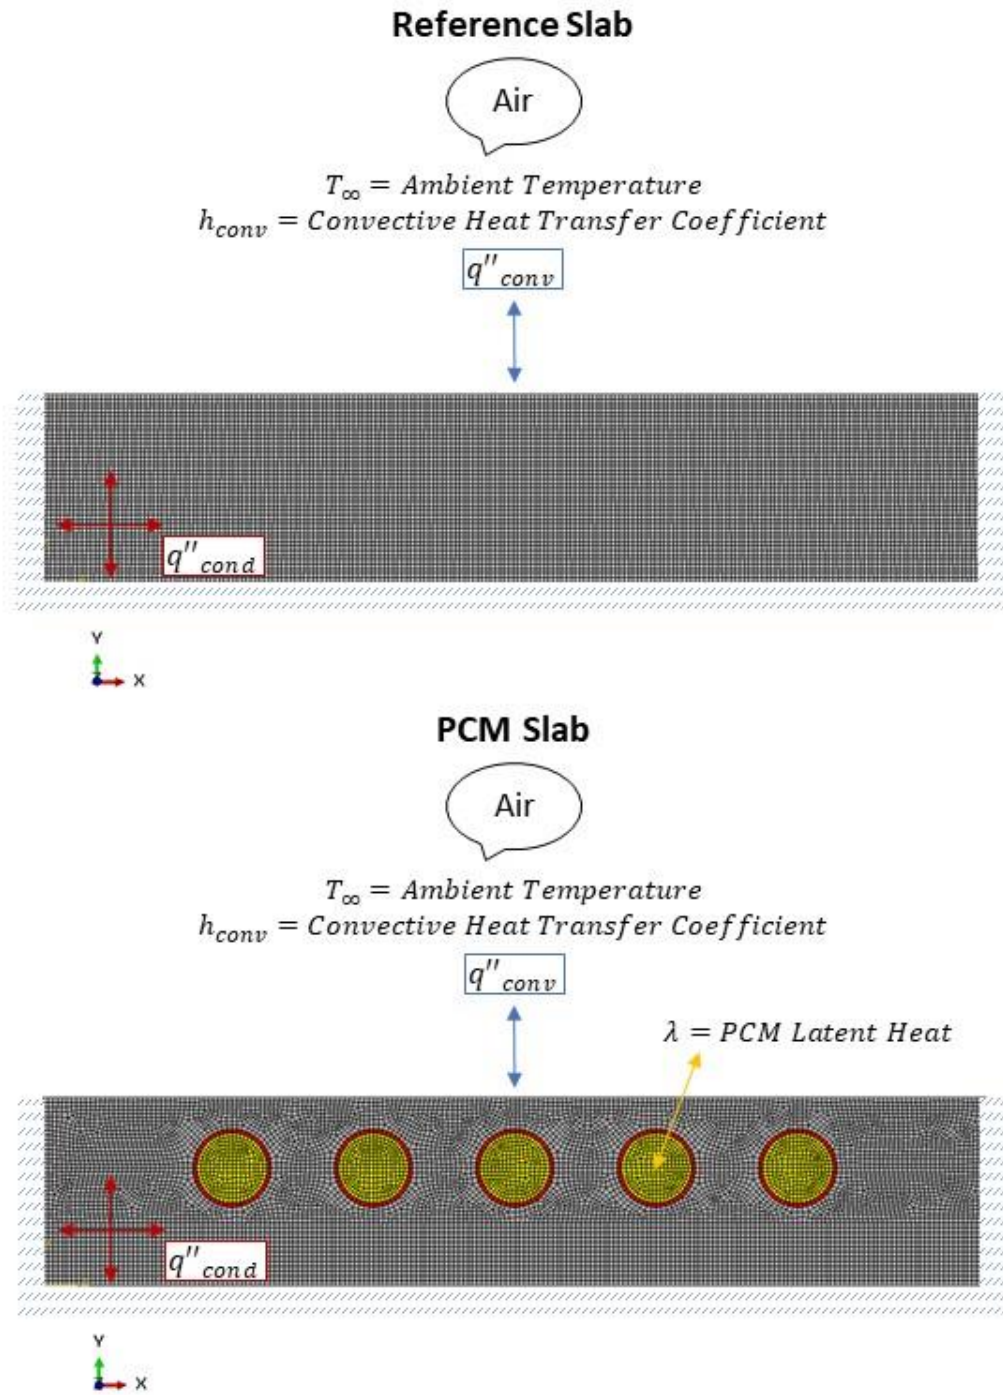 Reference Slab
Air
T∞ = Ambient Temperature
hconv = Convective Heat Transfer Coefficient
q''conv
q''cond
Y
X
PCM Slab
Air
T∞ = Ambient Temperature
hconv = Convective Heat Transfer Coefficient
q''conv
λ = PCM Latent Heat
q''cond
Y
X